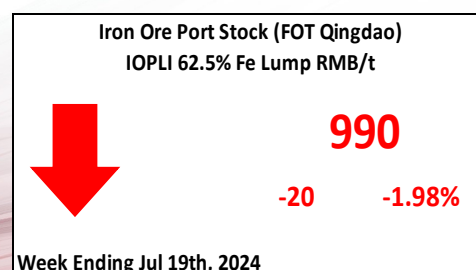 Iron Ore Port Stock (FOT Qingdao)
IOPLI 62.5% Fe Lump RMB/t
990
-20 -1.98%
Week Ending Jul 19th, 2024